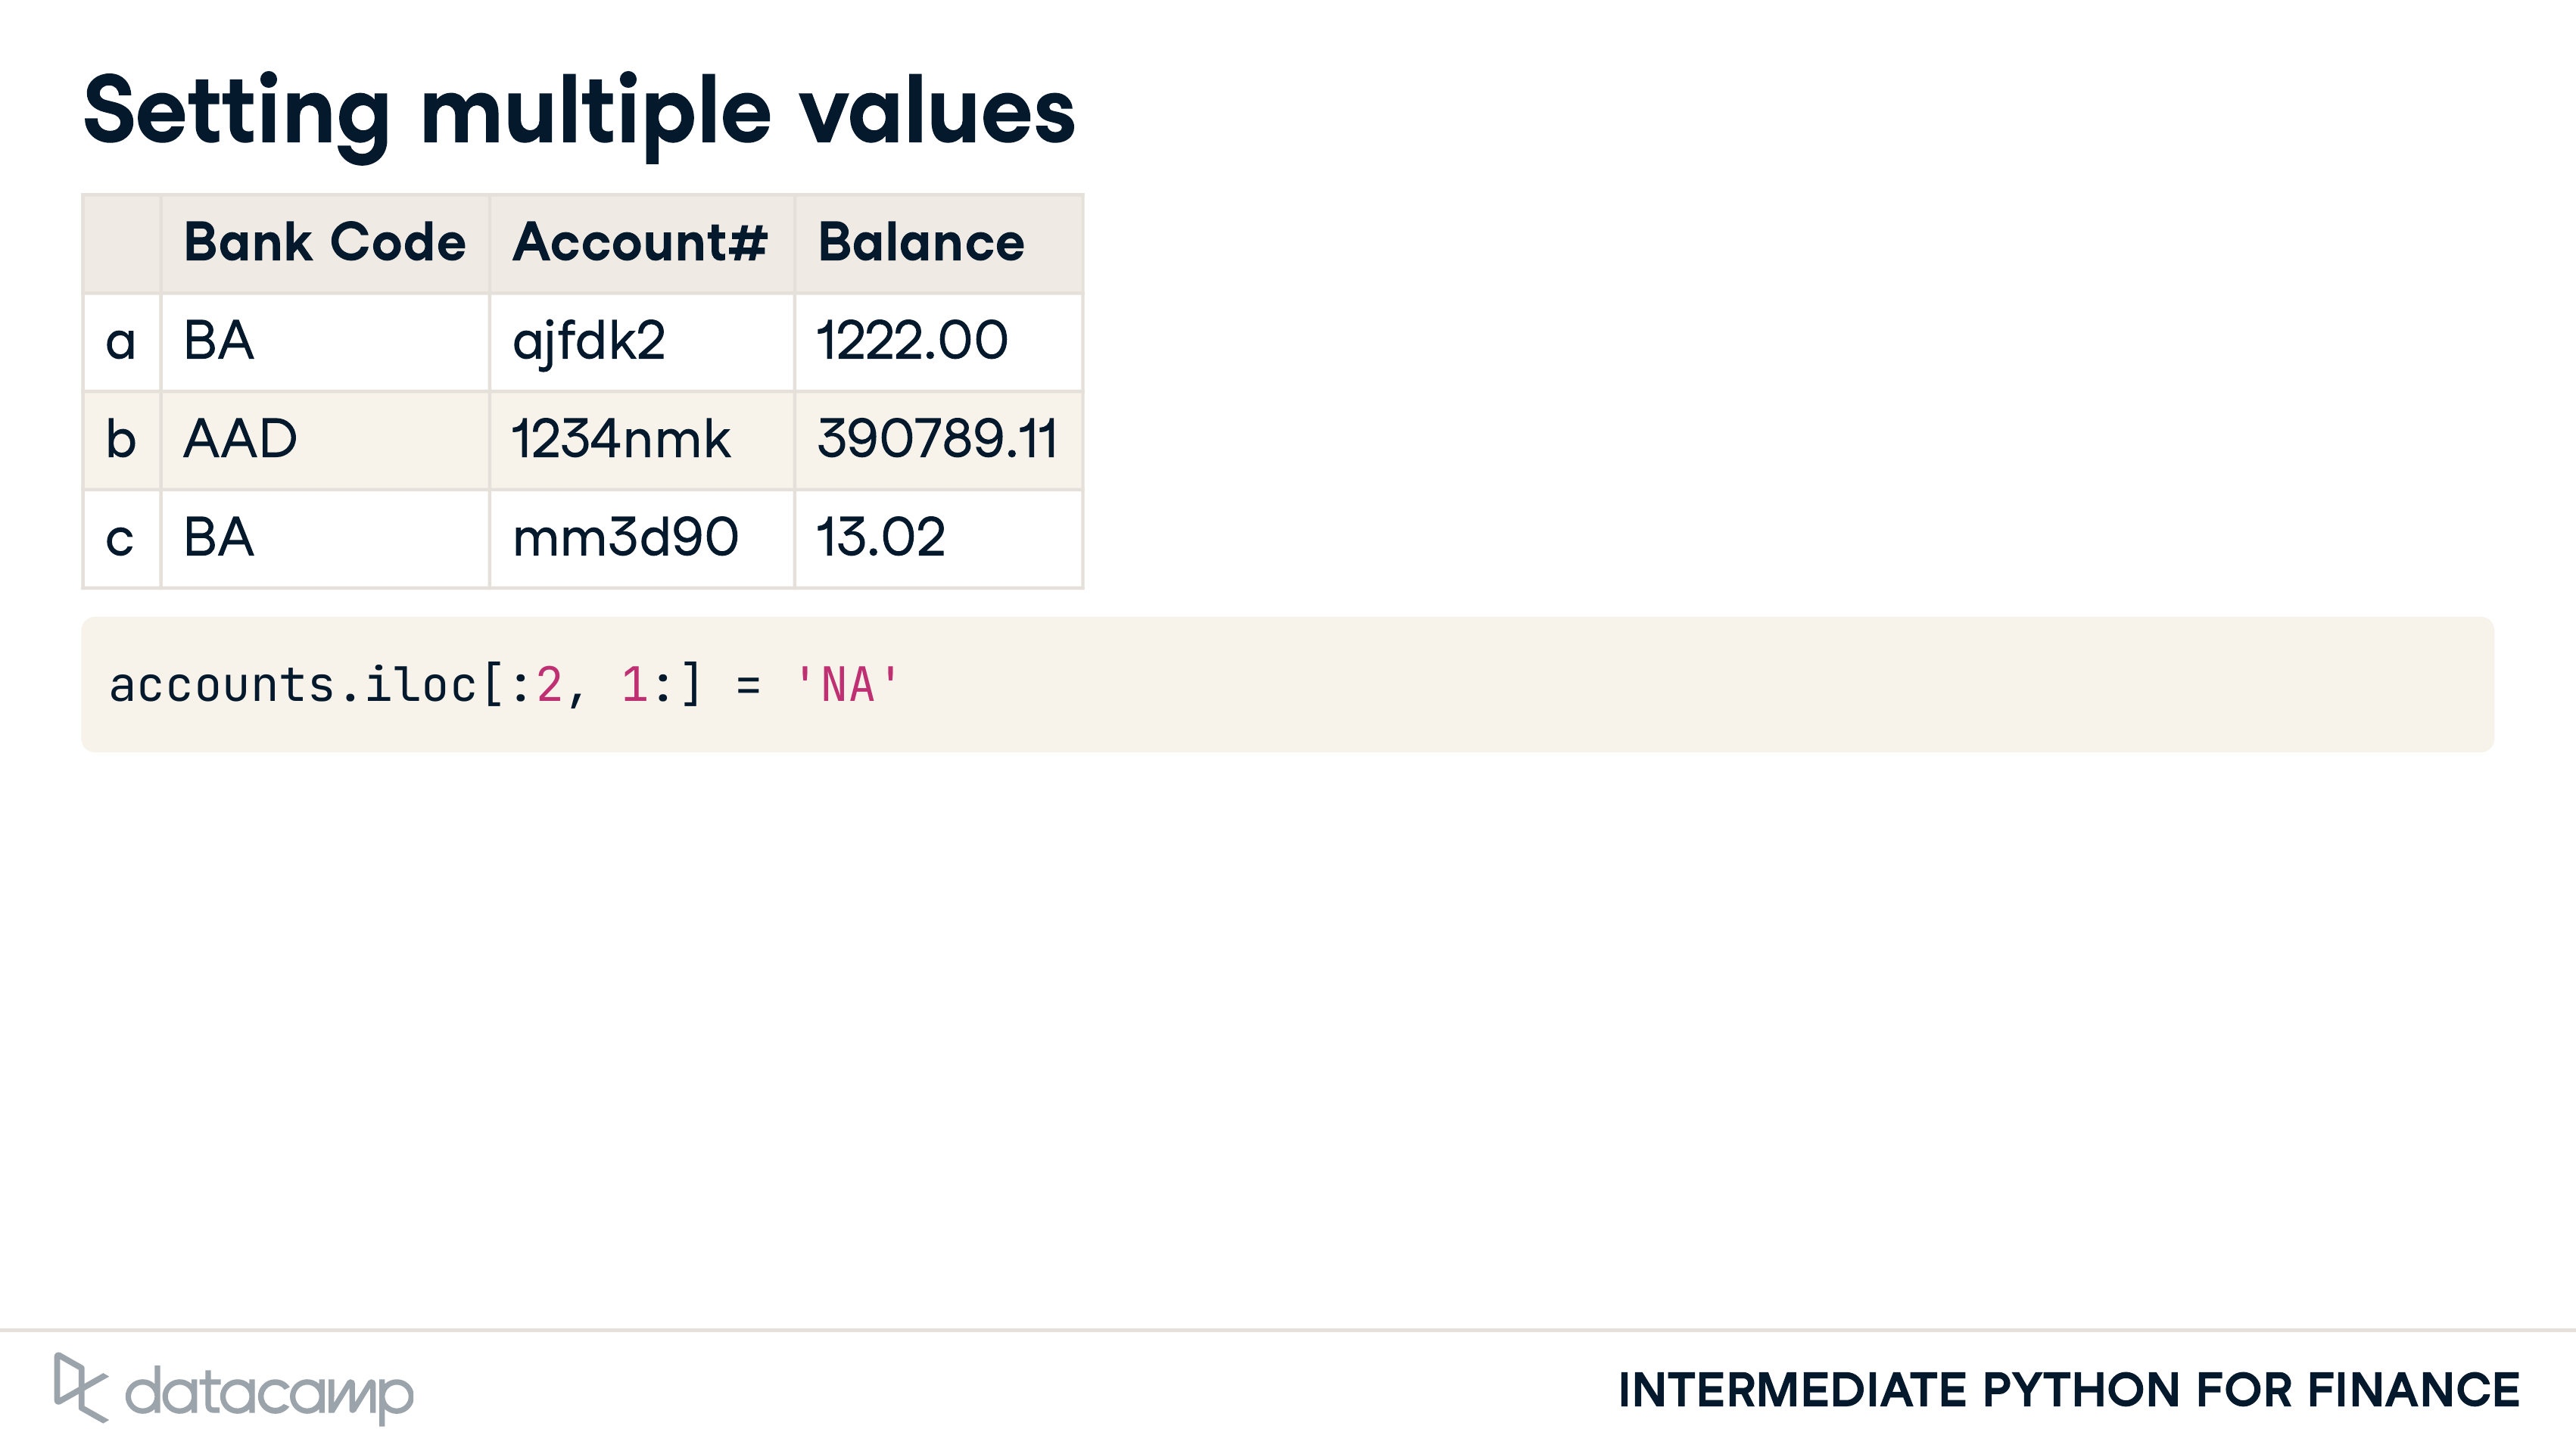 Setting multiple values
Bank Code Account# Balance
a BA ajfdk2 1222.00
b AAD 1234nmk 390789.11
c BA mm3d90 13.02
accounts.iloc[:2, 1:] = 'NA'
datacamp
INTERMEDIATE PYTHON FOR FINANCE